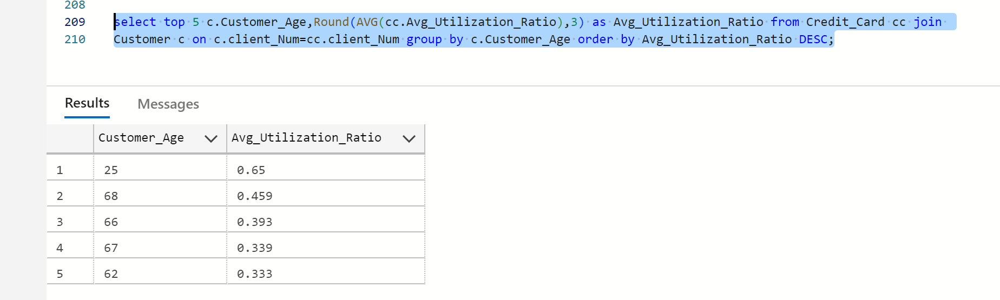 208
209 select top 5 c.Customer_Age,Round(AVG(cc.Avg_Utilization_Ratio),3) as Avg_Utilization_Ratio from Credit_Card cc join
210 Customer c on c.client_Num=cc.client_Num group by c.Customer_Age order by Avg_Utilization_Ratio DESC;
Results Messages
Customer_Age Avg_Utilization_Ratio
1 25 0.65
2 68 0.459
3 66 0.393
4 67 0.339
5 62 0.333